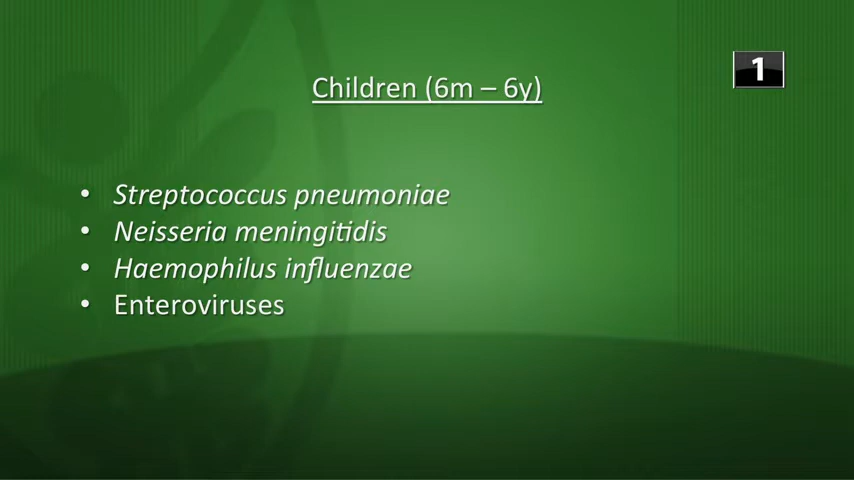 1
Children (6m – 6y)
• Streptococcus pneumoniae
• Neisseria meningitidis
• Haemophilus influenzae
• Enteroviruses